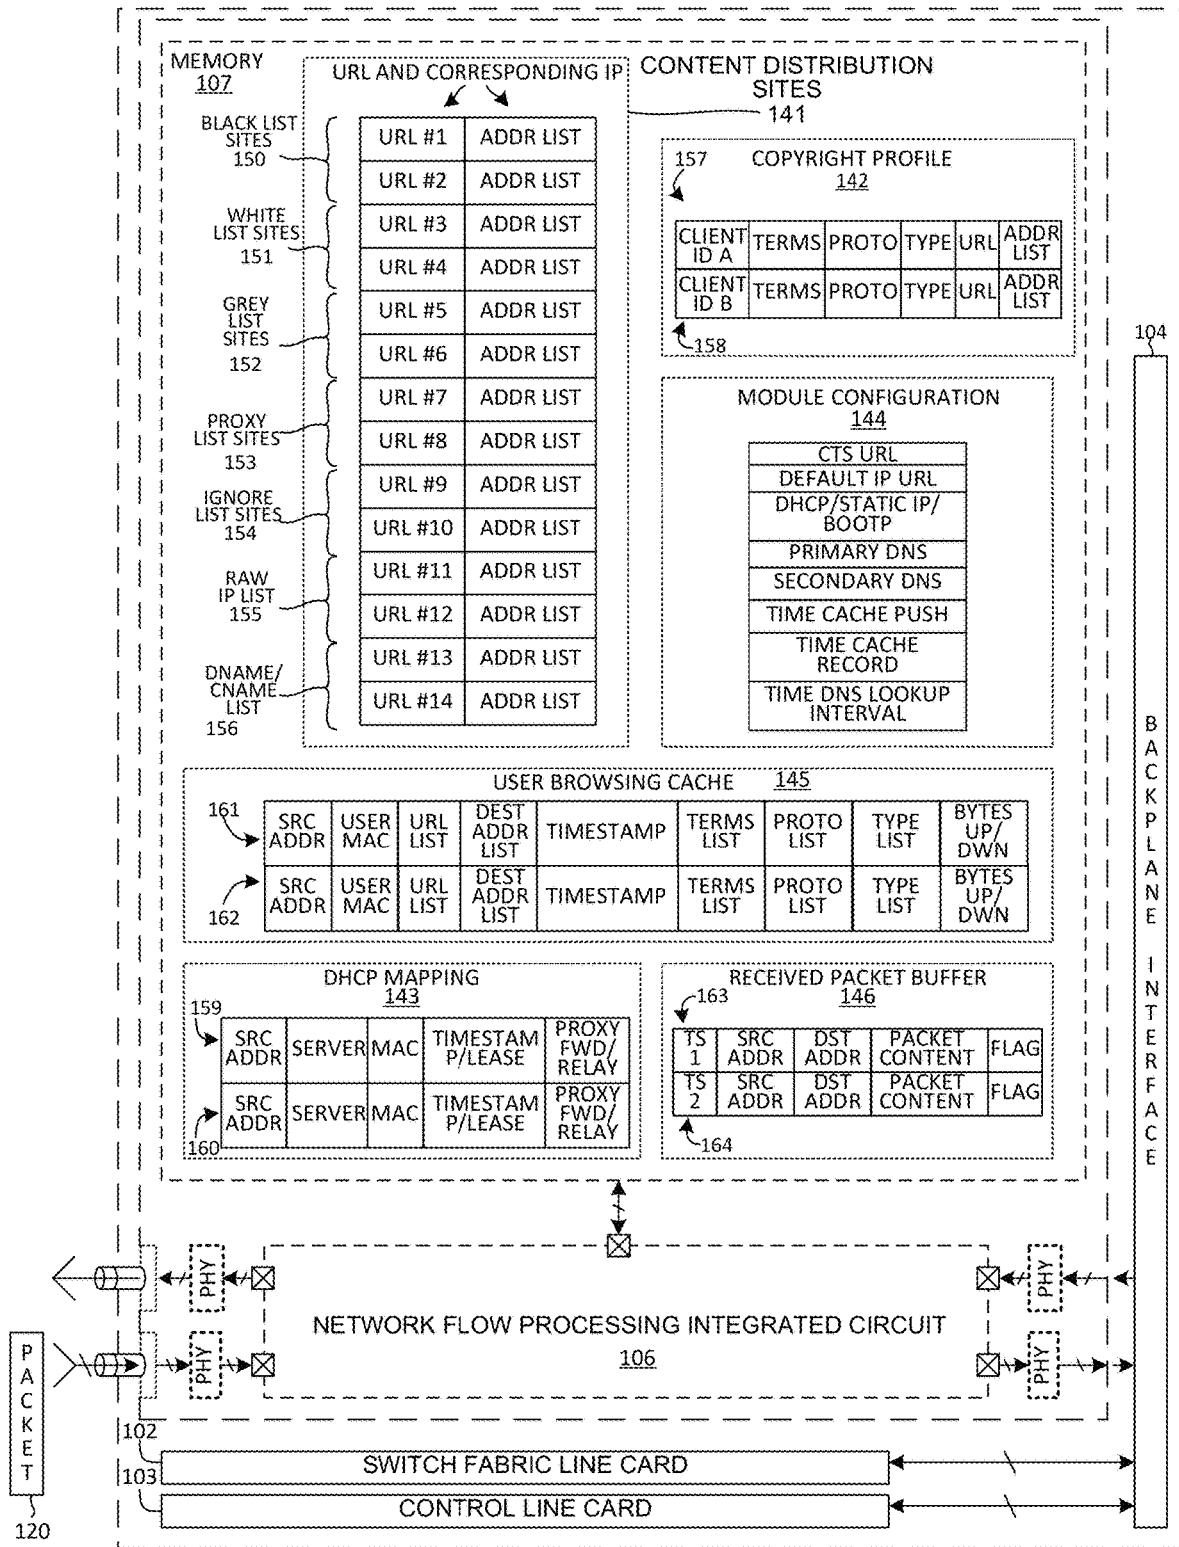 MEMORY
107
URL AND CORRESPONDING IP
CONTENT DISTRIBUTION
SITES
141
BLACK LIST
SITES
150
WHITE
LIST SITES
151
GREY
LIST
SITES
152
PROXY
LIST SITES
153
IGNORE
LIST SITES
154
RAW
IP LIST
155
DNAME/
CNAME
LIST
156
URL #1 ADDR LIST
URL #2 ADDR LIST
URL #3 ADDR LIST
URL #4 ADDR LIST
URL #5 ADDR LIST
URL #6 ADDR LIST
URL #7 ADDR LIST
URL #8 ADDR LIST
URL #9 ADDR LIST
URL #10 ADDR LIST
URL #11 ADDR LIST
URL #12 ADDR LIST
URL #13 ADDR LIST
URL #14 ADDR LIST
157
COPYRIGHT PROFILE
142
CLIENT ID A TERMS PROTO TYPE URL ADDR LIST
CLIENT ID B TERMS PROTO TYPE URL ADDR LIST
158
104
MODULE CONFIGURATION
144
CTS URL
DEFAULT IP URL
DHCP/STATIC IP/
BOOTP
PRIMARY DNS
SECONDARY DNS
TIME CACHE PUSH
TIME CACHE
RECORD
TIME DNS LOOKUP
INTERVAL
BACKPLANE INTERFACE
USER BROWSING CACHE 145
161
SRC ADDR USER MAC URL LIST DEST ADDR LIST TIMESTAMP TERMS LIST PROTO LIST TYPE LIST BYTES UP/ DWN
162
SRC ADDR USER MAC URL LIST DEST ADDR LIST TIMESTAMP TERMS LIST PROTO LIST TYPE LIST BYTES UP/ DWN
DHCP MAPPING
143
159
SRC ADDR SERVER MAC TIMESTAM P/LEASE PROXY FWD/ RELAY
SRC ADDR SERVER MAC TIMESTAM P/LEASE PROXY FWD/ RELAY
160
RECEIVED PACKET BUFFER
146
163
TS 1 SRC ADDR DST ADDR PACKET CONTENT FLAG
TS 2 SRC ADDR DST ADDR PACKET CONTENT FLAG
164
PHY
PHY
PHY
PHY
NETWORK FLOW PROCESSING INTEGRATED CIRCUIT
106
PACKET
120
102
SWITCH FABRIC LINE CARD
103
CONTROL LINE CARD